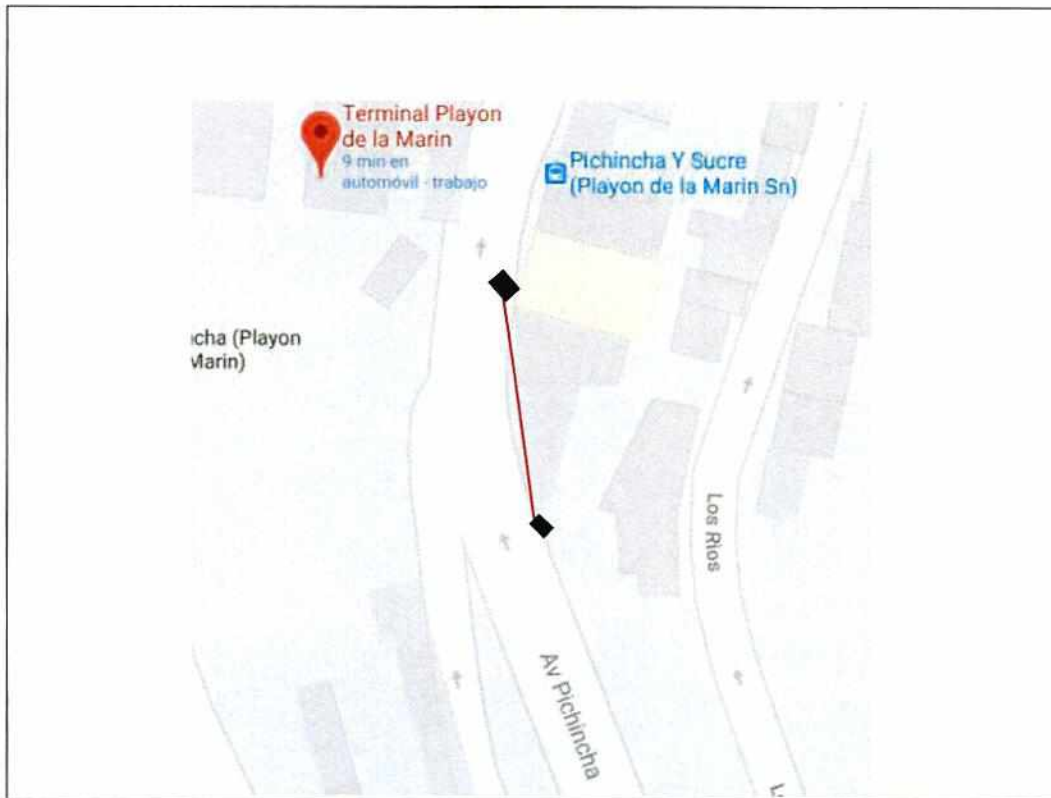 Terminal Playon
de la Marin
9 min en
automóvil - trabajo
Pichincha Y Sucre
(Playon de la Marin Sn)
icha (Playon
Marin)
Los Rios
Av Pichincha